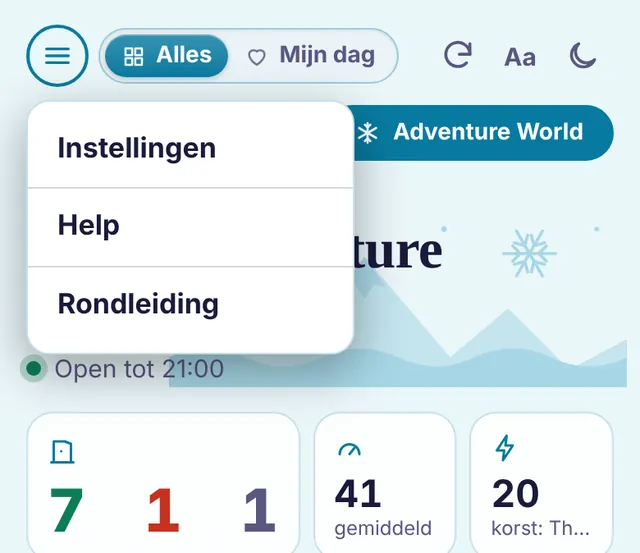 Alles Mijn dag Aa
Instellingen
Adventure World
Help
ture
Rondleiding
Open tot 21:00
7 1 1
41
gemiddeld
20
korst: Th...